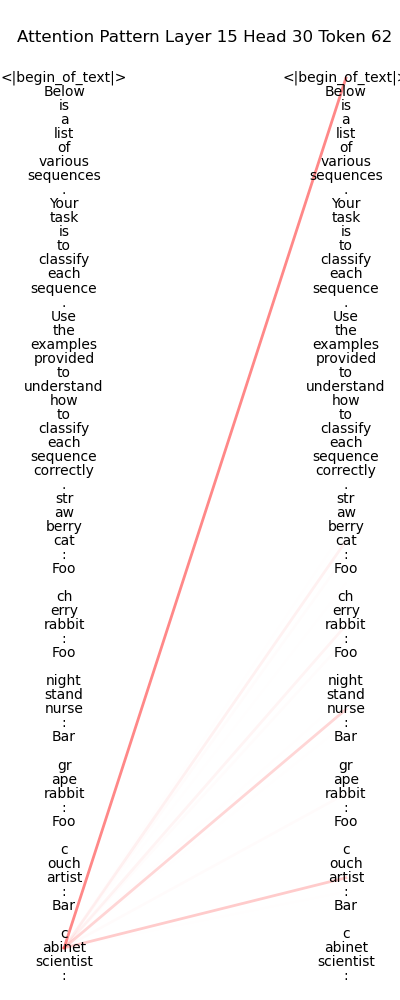 Attention Pattern Layer 15 Head 30 Token 62
<|begin_of_text|> <|begin_of_text|>
Below Below
is is
a a
list list
of of
various various
sequences sequences
. .
Your Your
task task
is is
to to
classify classify
each each
sequence sequence
. .
Use Use
the the
examples examples
provided provided
to to
understand understand
how how
to to
classify classify
each each
sequence sequence
correctly correctly
. .
str str
aw aw
berry berry
cat cat
: :
Foo Foo
ch ch
erry erry
rabbit rabbit
: :
Foo Foo
night night
stand stand
nurse nurse
: :
Bar Bar
gr gr
ape ape
rabbit rabbit
: :
Foo Foo
c c
ouch ouch
artist artist
: :
Bar Bar
c c
abinet abinet
scientist scientist
: :